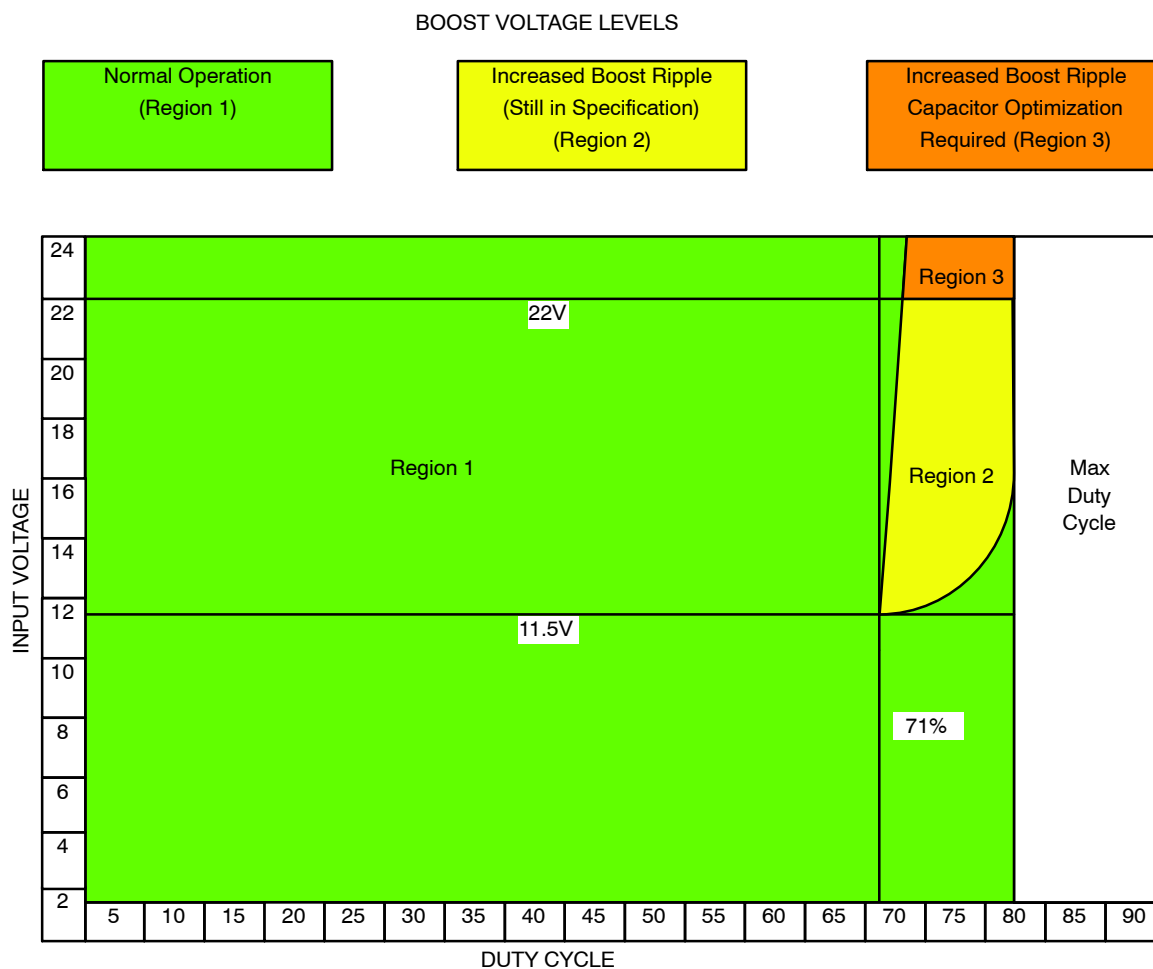 BOOST VOLTAGE LEVELS
Normal Operation
(Region 1)
Increased Boost Ripple
(Still in Specification)
(Region 2)
Increased Boost Ripple
Capacitor Optimization
Required (Region 3)
24
22
20
18
16
14
12
10
8
6
4
2
INPUT VOLTAGE
Region 3
22V
Region 1
Region 2
Max
Duty
Cycle
11.5V
71%
5 10 15 20 25 30 35 40 45 50 55 60 65 70 75 80 85 90
DUTY CYCLE